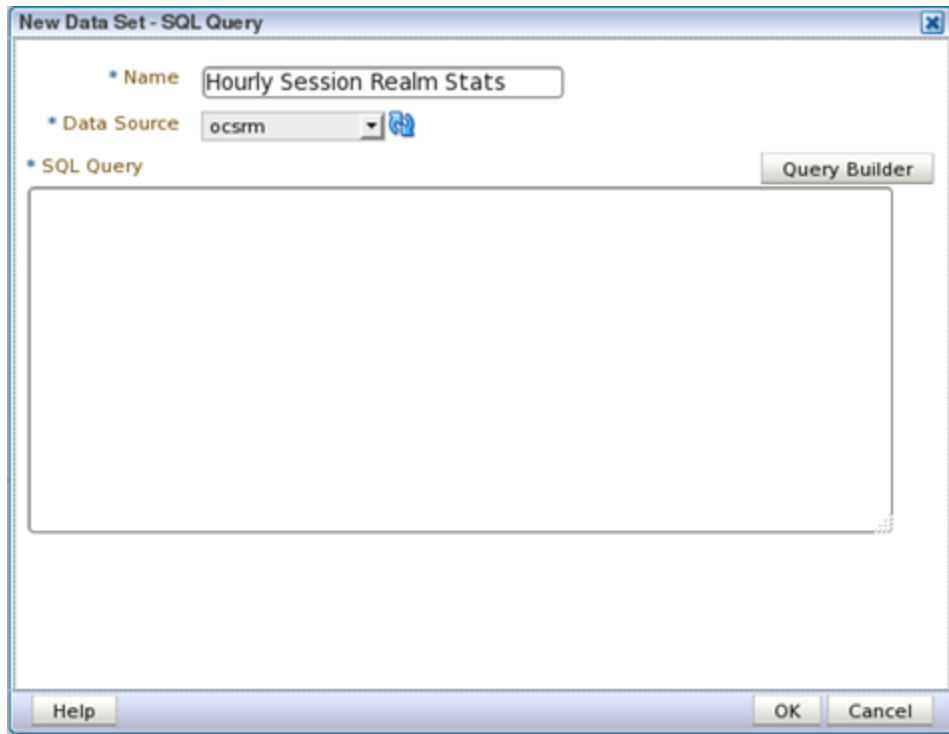 New Data Set - SQL Query
* Name Hourly Session Realm Stats
* Data Source ocsrm
* SQL Query Query Builder
Help OK Cancel